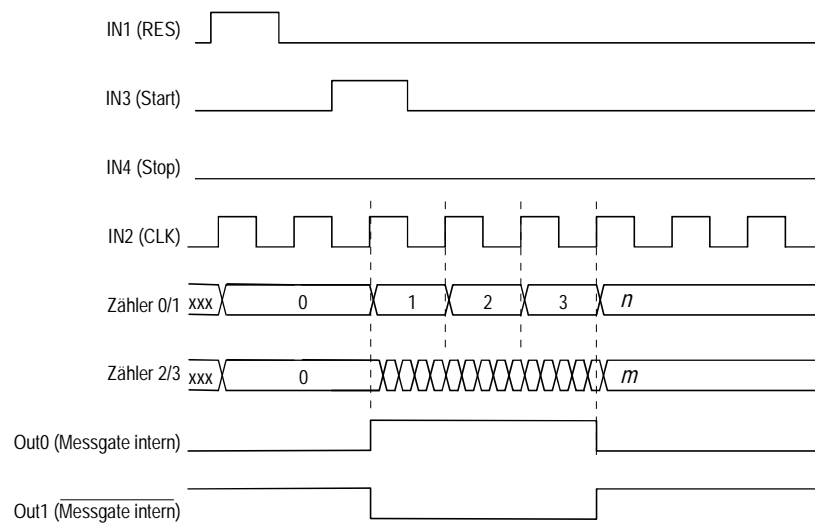 IN1 (RES)
IN3 (Start)
IN4 (Stop)
IN2 (CLK)
Zähler 0/1 xxx 0 1 2 3 n
Zähler 2/3 xxx 0 m
Out0 (Messgate intern)
Out1 (Messgate intern)